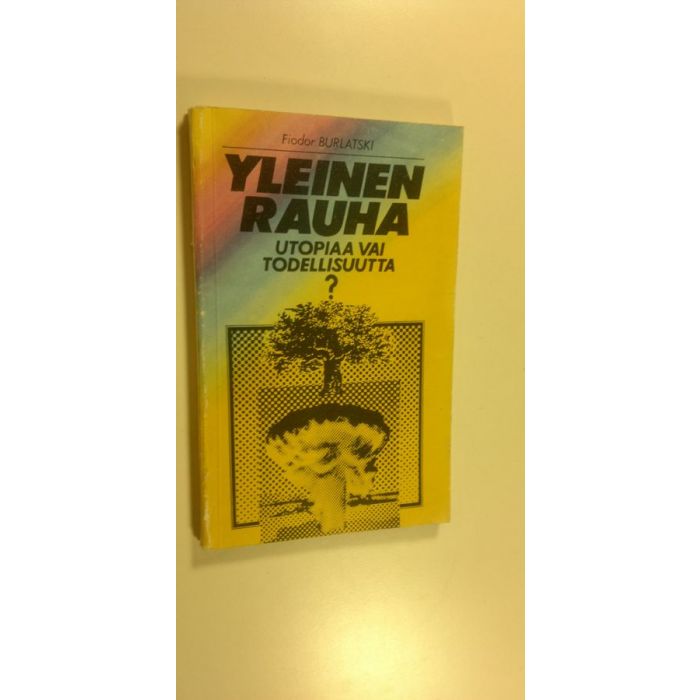 Fiodor BURLATSKI
YLEINEN
RAUHA
UTOPIAA VAI
TODELLISUUTTA
?